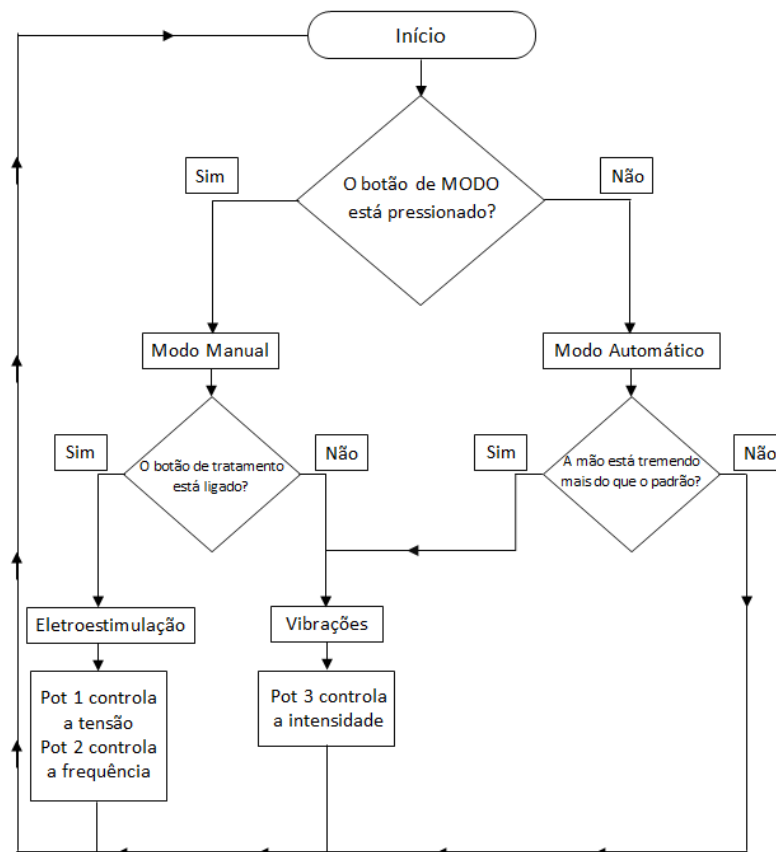 Início
O botão de MODO
está pressionado?
Sim
Não
Modo Manual
Modo Automático
O botão de tratamento
está ligado?
Sim
Não
A mão está tremendo
mais do que o padrão?
Sim
Não
Eletroestimulação
Vibrações
Pot 1 controla
a tensão
Pot 2 controla
a frequência
Pot 3 controla
a intensidade